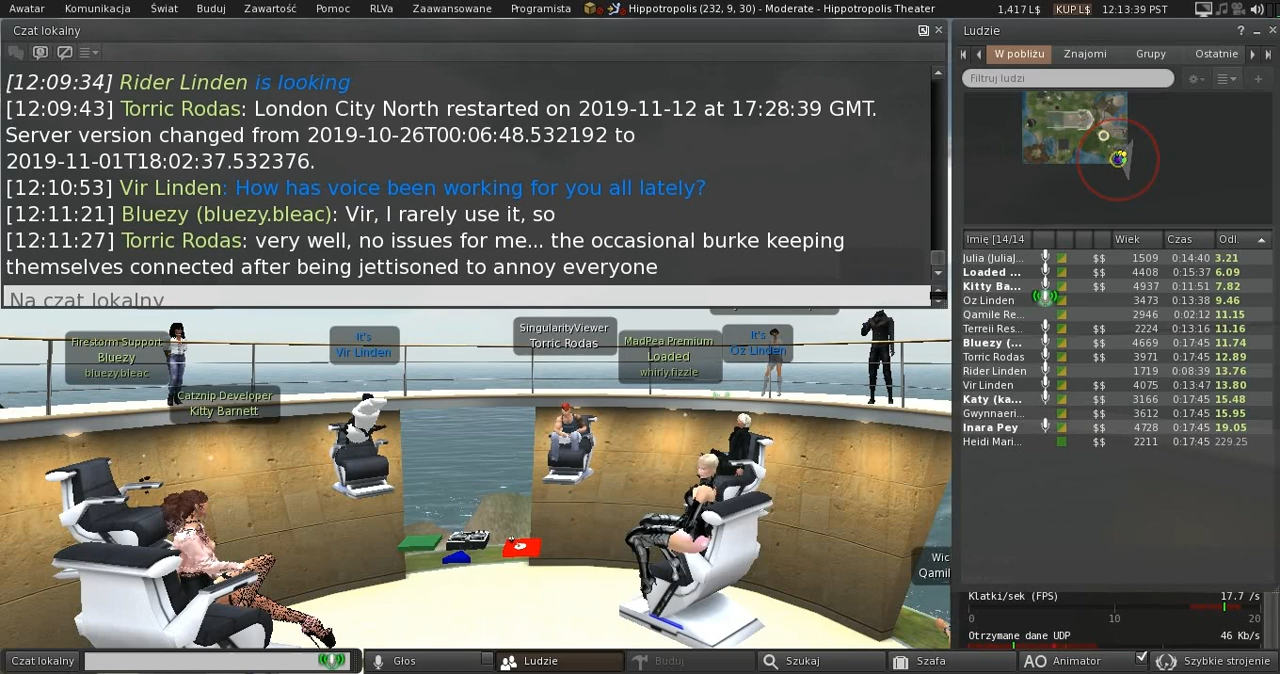 Awatar Komunikacja Świat Buduj Zawartość Pomoc RLVa Zaawansowane Programista Hippotropolis (232, 9, 30) - Moderate - Hippotropolis Theater 1,417 L$ KUP L$ 12:13:39 PST
Czat lokalny
[12:09:34] Rider Linden is looking
[12:09:43] Torric Rodas: London City North restarted on 2019-11-12 at 17:28:39 GMT.
Server version changed from 2019-10-26T00:06:48.532192 to
2019-11-01T18:02:37.532376.
[12:10:53] Vir Linden: How has voice been working for you all lately?
[12:11:21] Bluezy (bluezy.bleac): Vir, I rarely use it, so
[12:11:27] Torric Rodas: very well, no issues for me... the occasional burke keeping
themselves connected after being jettisoned to annoy everyone
Na czat lokalny
Firestorm Support
Bluezy
bluezy.bleac
Catznip Developer
Kitty Barnett
It's
Vir Linden
SingularityViewer
Torric Rodas
MadPea Premium
Loaded
whirly.fizzle
It's
Oz Linden
Wic
Qamil
Ludzie ?
W pobliżu Znajomi Grupy Ostatnie
Filtruj ludzi
Imię [14/14 Wiek Czas Odl.
Julia (JuliaJ... $$ 1509 0:14:40 3.21
Loaded ... $$ 4408 0:15:37 6.09
Kitty Ba... $$ 4937 0:11:51 7.82
Oz Linden 3473 0:13:38 9.46
Qamile Re... 2946 0:02:12 11.15
Terreii Res... $$ 2224 0:13:16 11.16
Bluezy (... $$ 4669 0:17:45 11.74
Torric Rodas $$ 3971 0:17:45 12.89
Rider Linden 1719 0:08:39 13.76
Vir Linden $$ 4075 0:13:47 13.80
Katy (ka... $$ 3166 0:17:45 15.48
Gwynnaeri... $$ 3612 0:17:45 15.95
Inara Pey $$ 4728 0:17:45 19.05
Heidi Mari... $$ 2211 0:17:45 229.25
Klatki/sek (FPS) 17.7 /s
0 10 20
Otrzymane dane UDP 46 Kb/s
Czat lokalny Głos Ludzie Buduj Szukaj Szafa AO Animator Szybkie strojenie